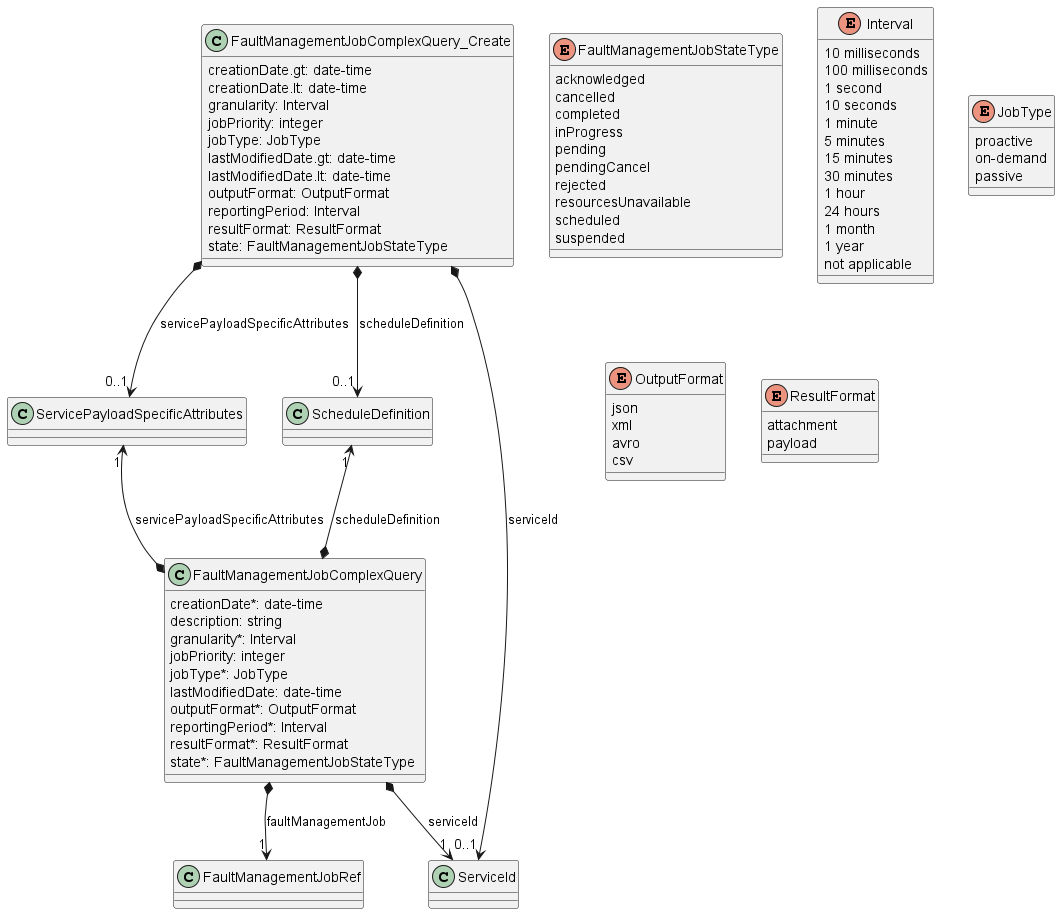 C FaultManagementJobComplexQuery_Create
creationDate.gt: date-time
creationDate.lt: date-time
granularity: Interval
jobPriority: integer
jobType: JobType
lastModifiedDate.gt: date-time
lastModifiedDate.lt: date-time
outputFormat: OutputFormat
reportingPeriod: Interval
resultFormat: ResultFormat
state: FaultManagementJobStateType
E FaultManagementJobStateType
acknowledged
cancelled
completed
inProgress
pending
pendingCancel
rejected
resourcesUnavailable
scheduled
suspended
E Interval
10 milliseconds
100 milliseconds
1 second
10 seconds
1 minute
5 minutes
15 minutes
30 minutes
1 hour
24 hours
1 month
1 year
not applicable
E JobType
proactive
on-demand
passive
servicePayloadSpecificAttributes
scheduleDefinition
0..1
0..1
C ServicePayloadSpecificAttributes
C ScheduleDefinition
E OutputFormat
json
xml
avro
csv
E ResultFormat
attachment
payload
1
1
servicePayloadSpecificAttributes
scheduleDefinition
serviceId
C FaultManagementJobComplexQuery
creationDate*: date-time
description: string
granularity*: Interval
jobPriority: integer
jobType*: JobType
lastModifiedDate: date-time
outputFormat*: OutputFormat
reportingPeriod*: Interval
resultFormat*: ResultFormat
state*: FaultManagementJobStateType
faultManagementJob
serviceId
1
1
0..1
C FaultManagementJobRef
C ServiceId